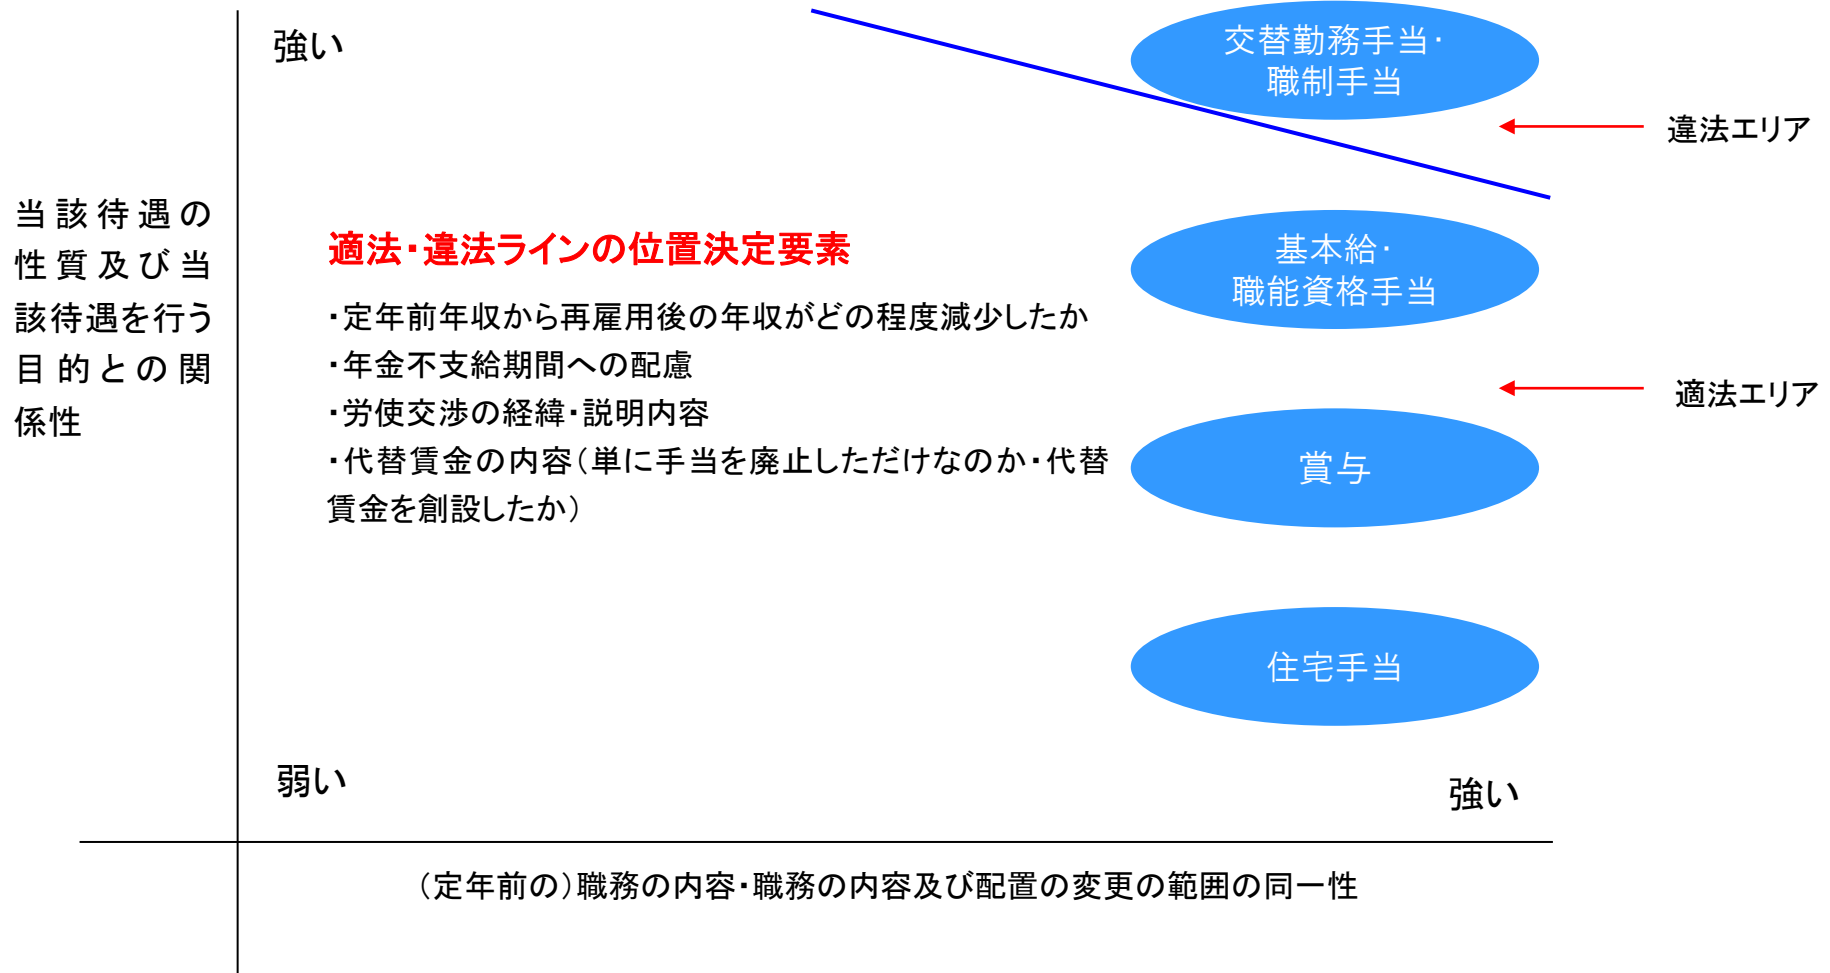 強い
交替勤務手当・
職制手当
違法エリア
当該待遇の
性質及び当
該待遇を行う
目的との関
係性
適法・違法ラインの位置決定要素
・定年前年収から再雇用後の年収がどの程度減少したか
・年金不支給期間への配慮
・労使交渉の経緯・説明内容
・代替賃金の内容（単に手当を廃止しただけなのか・代替
賃金を創設したか）
基本給・
職能資格手当
適法エリア
賞与
住宅手当
弱い
強い
（定年前の）職務の内容・職務の内容及び配置の変更の範囲の同一性